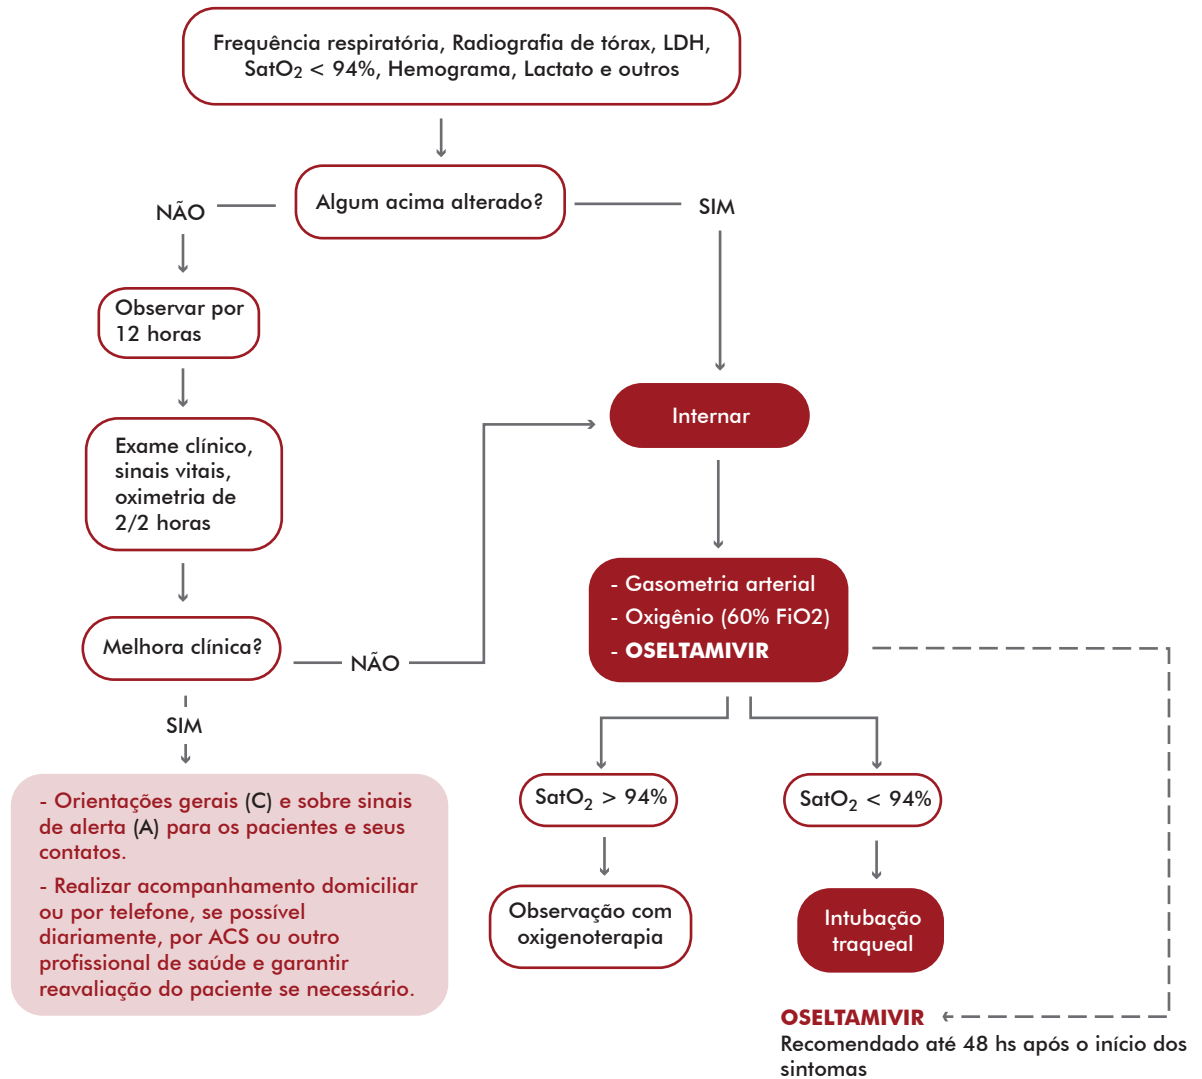 Frequência respiratória, Radiografia de tórax, LDH,
SatO2 < 94%, Hemograma, Lactato e outros
Algum acima alterado?
NÃO
SIM
Observar por
12 horas
Internar
Exame clínico,
sinais vitais,
oximetria de
2/2 horas
- Gasometria arterial
- Oxigênio (60% FiO2)
- OSELTAMIVIR
Melhora clínica?
NÃO
SIM
- Orientações gerais (C) e sobre sinais
de alerta (A) para os pacientes e seus
contatos.
- Realizar acompanhamento domiciliar
ou por telefone, se possível
diariamente, por ACS ou outro
profissional de saúde e garantir
reavaliação do paciente se necessário.
SatO2 > 94%
SatO2 < 94%
Observação com
oxigenoterapia
Intubação
traqueal
OSELTAMIVIR
Recomendado até 48 hs após o início dos
sintomas